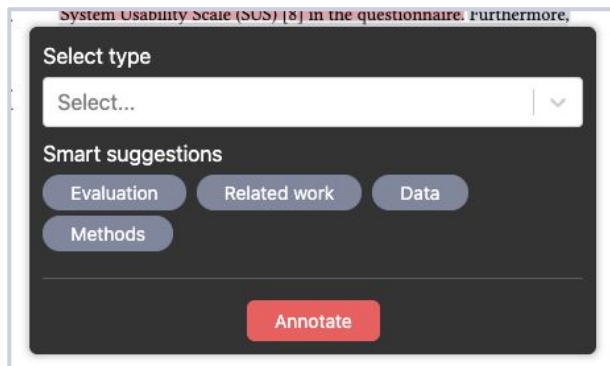 System Usability Scale (SUS) [8] in the questionnaire. Furthermore,
Select type
Select...
Smart suggestions
Evaluation Related work Data
Methods
Annotate